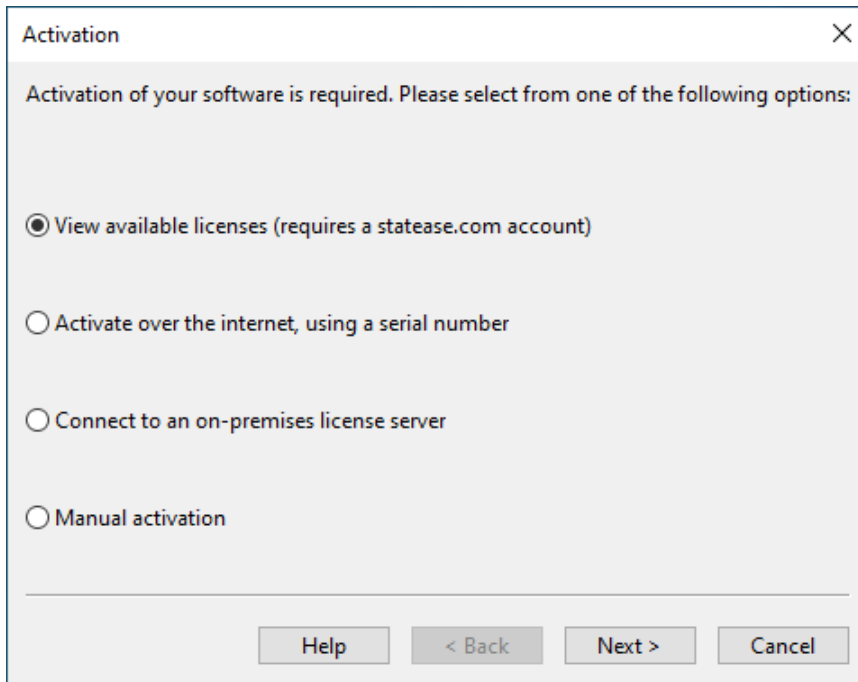 Activation
Activation of your software is required. Please select from one of the following options:
View available licenses (requires a statease.com account)
Activate over the internet, using a serial number
Connect to an on-premises license server
Manual activation
Help < Back Next > Cancel